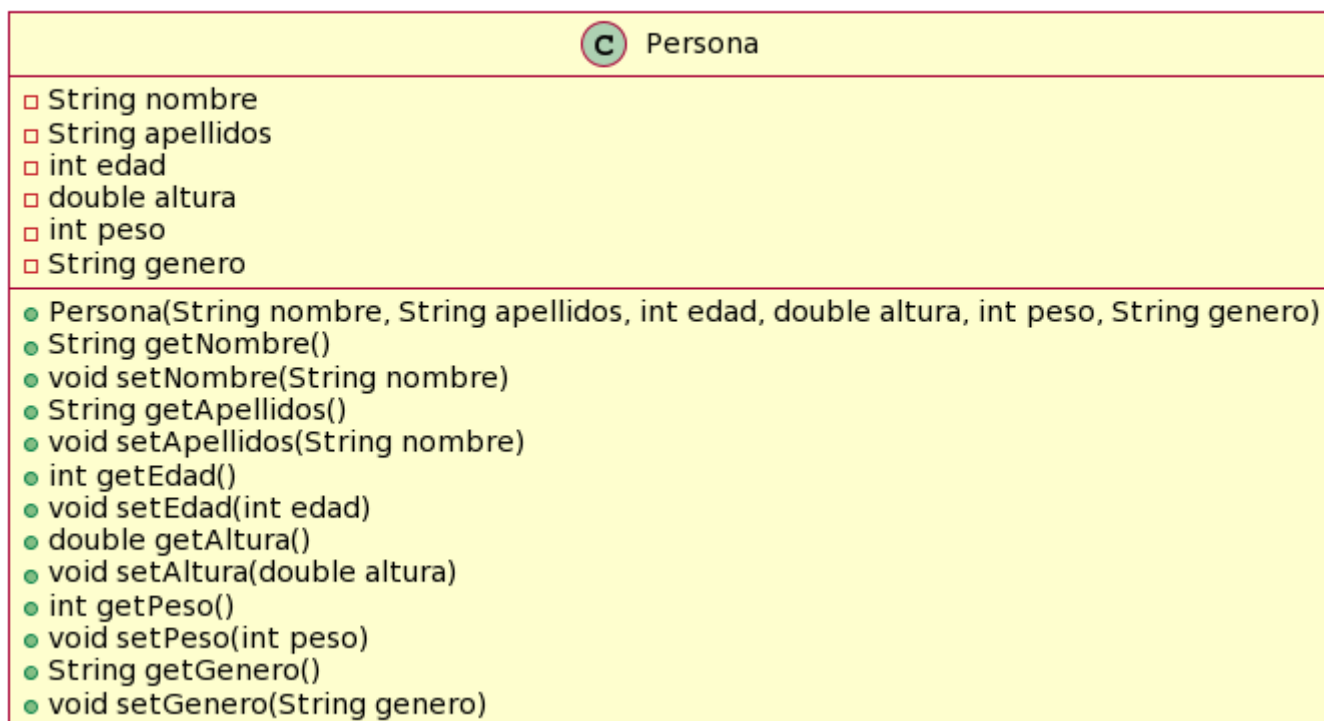 C Persona
String nombre
String apellidos
int edad
double altura
int peso
String genero
Persona(String nombre, String apellidos, int edad, double altura, int peso, String genero)
String getNombre()
void setNombre(String nombre)
String getApellidos()
void setApellidos(String nombre)
int getEdad()
void setEdad(int edad)
double getAltura()
void setAltura(double altura)
int getPeso()
void setPeso(int peso)
String getGenero()
void setGenero(String genero)